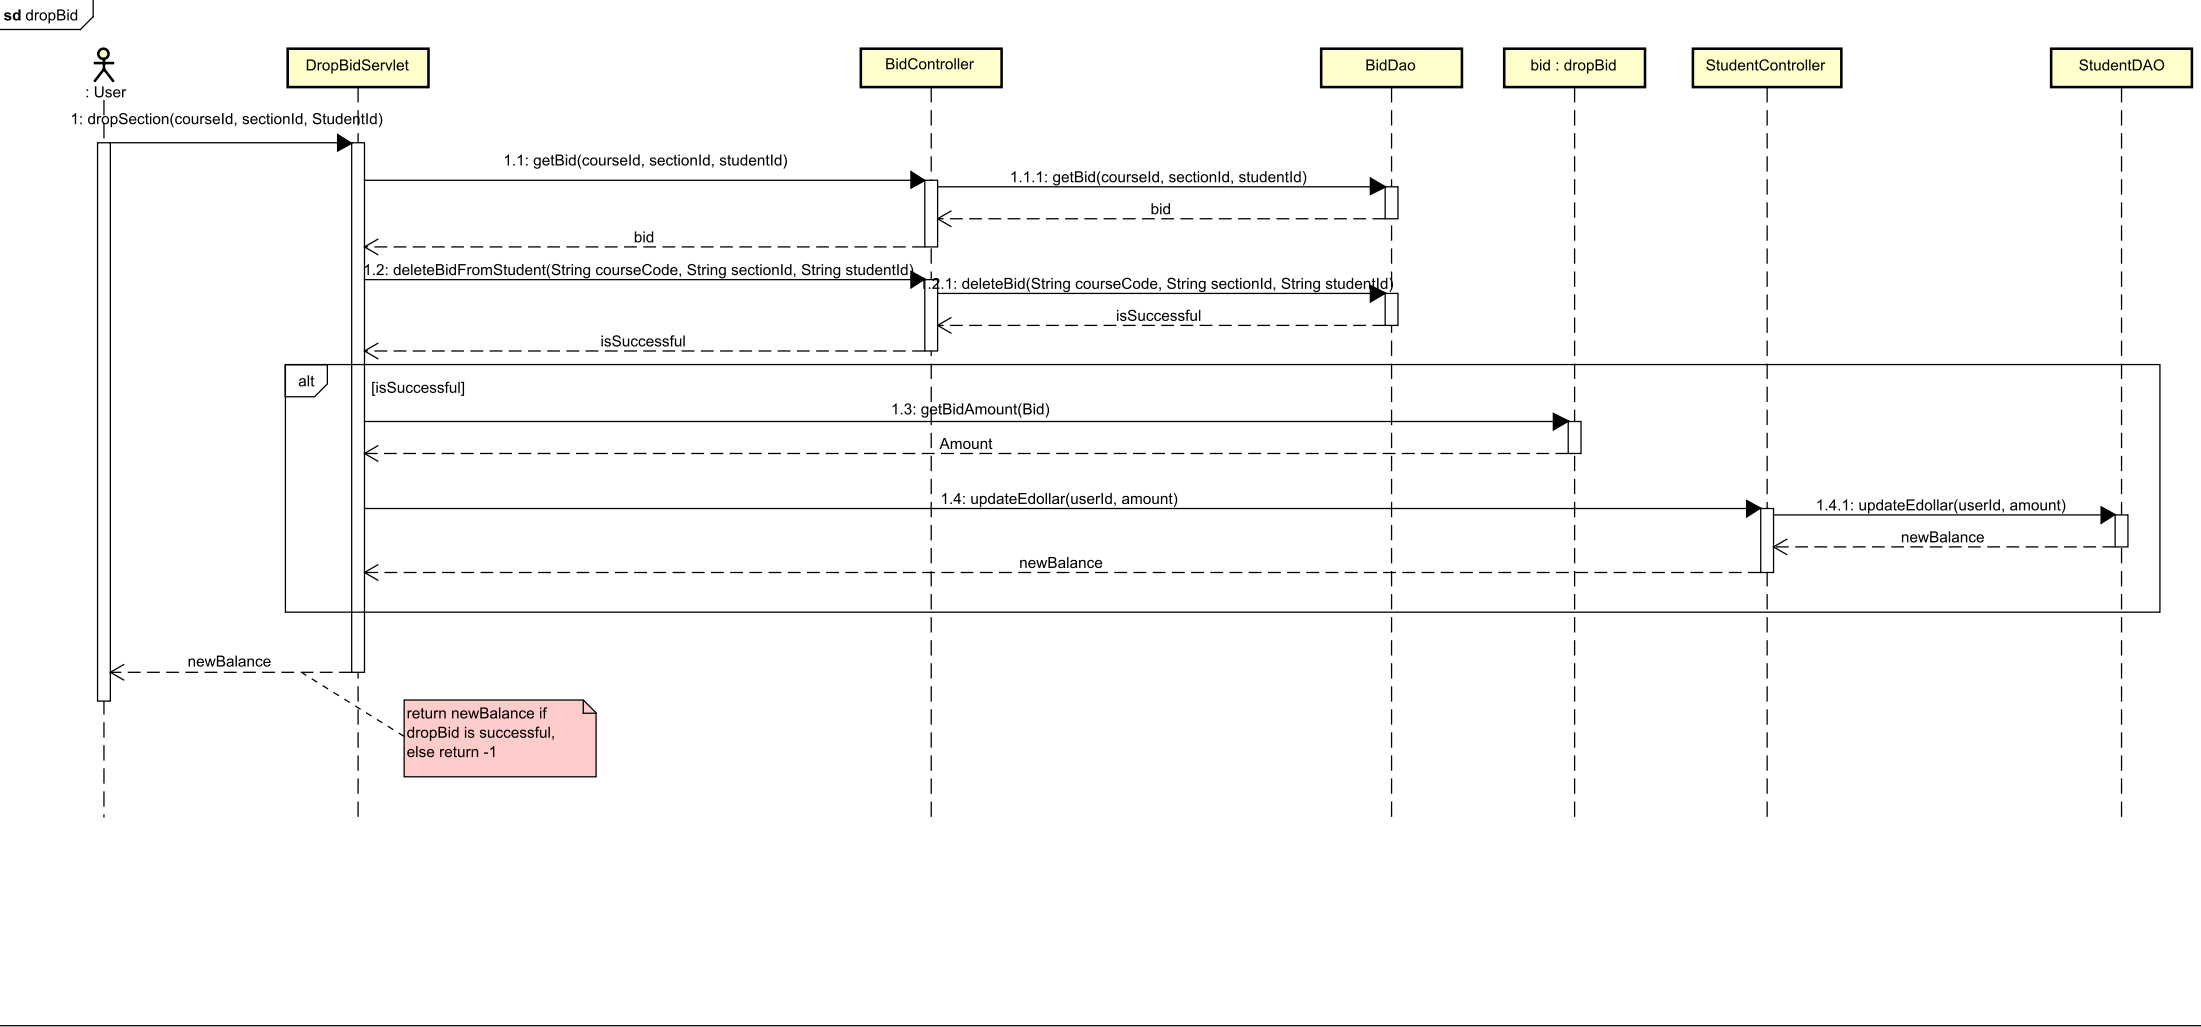 sd dropBid
: User
DropBidServlet
BidController
BidDao
bid : dropBid
StudentController
StudentDAO
1: dropSection(courseId, sectionId, StudentId)
1.1: getBid(courseId, sectionId, studentId)
1.1.1: getBid(courseId, sectionId, studentId)
bid
bid
1.2: deleteBidFromStudent(String courseCode, String sectionId, String studentId)
1.2.1: deleteBid(String courseCode, String sectionId, String studentId)
isSuccessful
isSuccessful
alt
[isSuccessful]
1.3: getBidAmount(Bid)
Amount
1.4: updateEdollar(userId, amount)
1.4.1: updateEdollar(userId, amount)
newBalance
newBalance
newBalance
return newBalance if
dropBid is successful,
else return -1